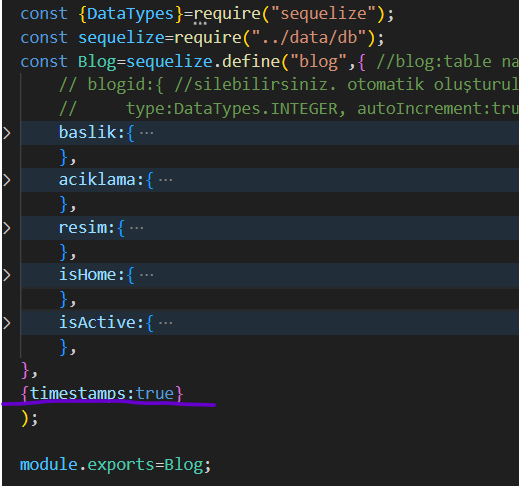 const {DataTypes}=require("sequelize");
const sequelize=require("../data/db");
const Blog=sequelize.define("blog",{ //blog:table na
// blogid:{ //silebilirsiniz. otomatik oluşturul
// type:DataTypes.INTEGER, autoIncrement:tru
baslik:{ ...
},
aciklama:{ ...
},
resim:{ ...
},
isHome:{ ...
},
isActive:{ ...
},
},
{timestamps:true}
);
module.exports=Blog;